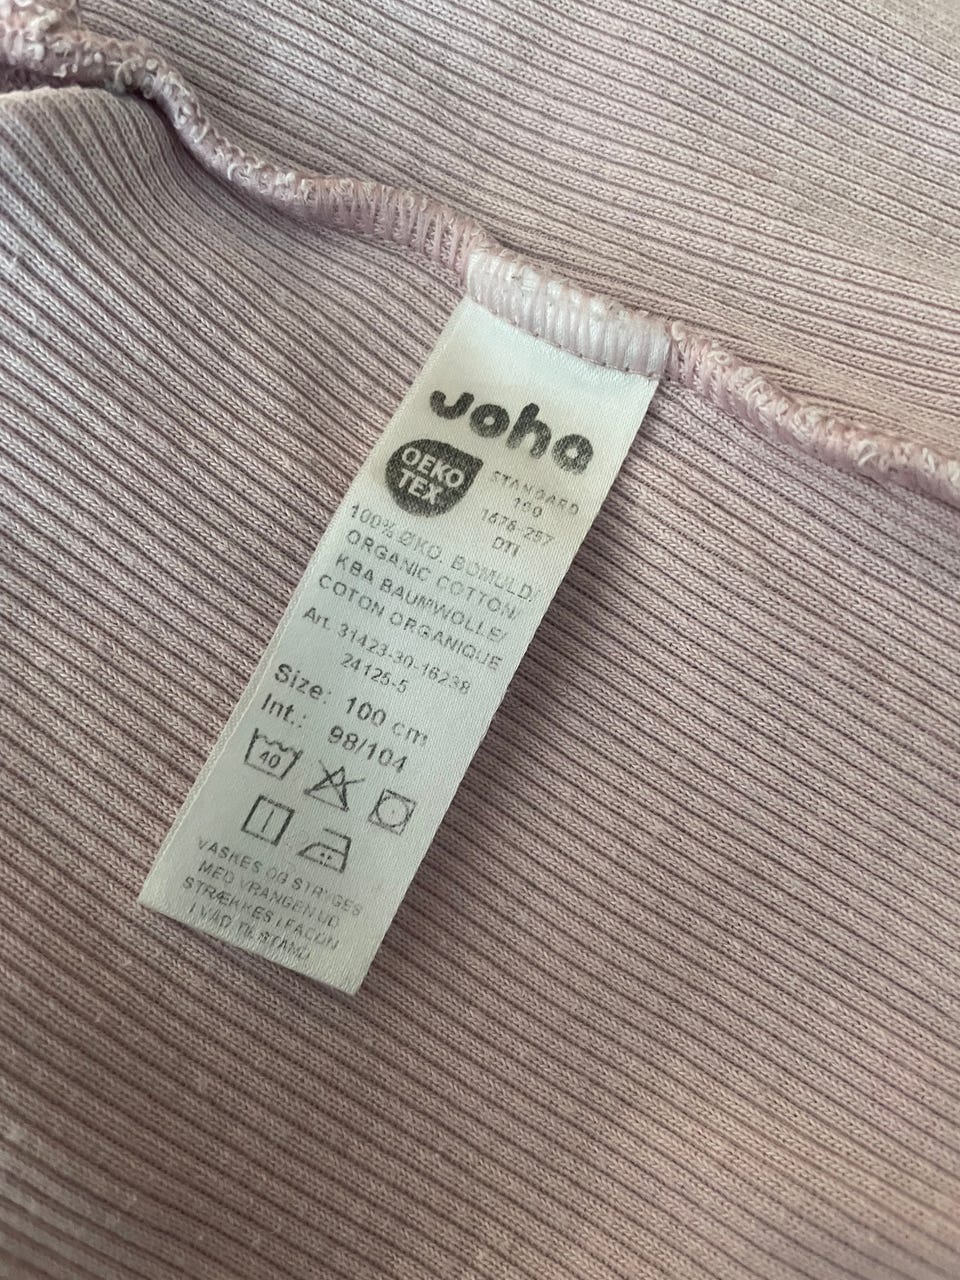 Joha
OEKO
TEX
STANDARD
100
1676-257
DTI
100% ØKO. BOMULD/
ORGANIC COTTON/
KBA BAUMWOLLE/
COTON ORGANIQUE
Art. 31423-30-16238
24125-5
Size: 100 cm
Int.: 98/104
40
VASKES OG STRYGES
MED VRANGEN UD
STRÆKKES I FACON
I VÅD TILSTAND